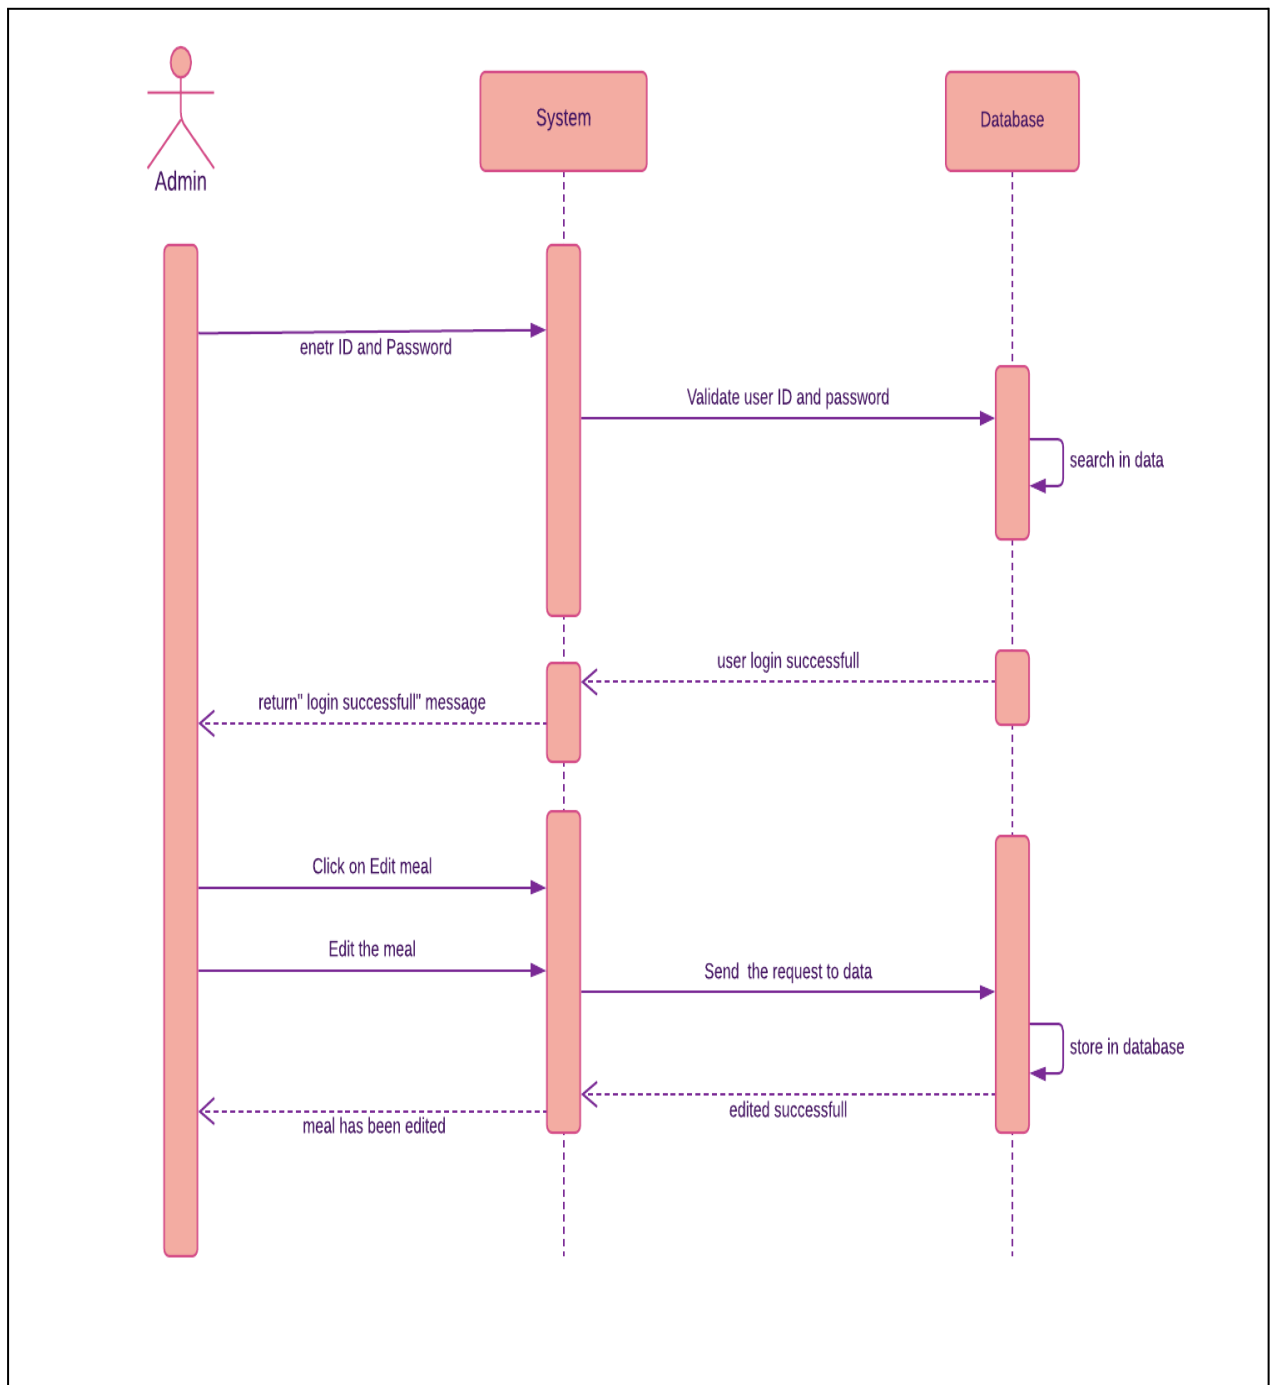 System
Database
Admin
enetr ID and Password
Validate user ID and password
search in data
user login successfull
return" login successfull" message
Click on Edit meal
Edit the meal
Send  the request to data
store in database
edited successfull
meal has been edited